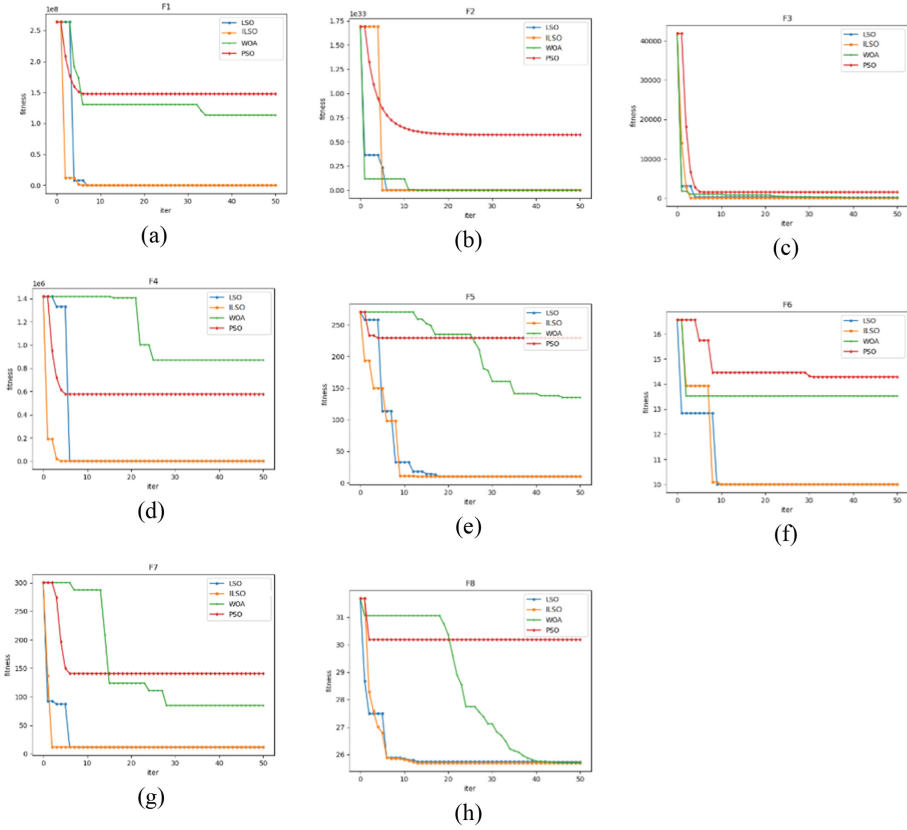 F1
1e8
2.5
2.0
1.5
1.0
0.5
0.0
fitness
0 10 20 30 40 50
iter
LSO
ILSO
WOA
PSO
(a)
F2
1e33
1.75
1.50
1.25
1.00
0.75
0.50
0.25
0.00
fitness
0 10 20 30 40 50
iter
LSO
ILSO
WOA
PSO
(b)
F3
40000
30000
20000
10000
0
fitness
0 10 20 30 40 50
iter
LSO
ILSO
WOA
PSO
(c)
F4
1e6
1.4
1.2
1.0
0.8
0.6
0.4
0.2
0.0
fitness
0 10 20 30 40 50
iter
LSO
ILSO
WOA
PSO
(d)
F5
250
200
150
100
50
0
fitness
0 10 20 30 40 50
iter
LSO
ILSO
WOA
PSO
(e)
F6
16
15
14
13
12
11
10
fitness
0 10 20 30 40 50
iter
LSO
ILSO
WOA
PSO
(f)
F7
300
250
200
150
100
50
0
fitness
0 10 20 30 40 50
iter
LSO
ILSO
WOA
PSO
(g)
F8
31
30
29
28
27
26
fitness
0 10 20 30 40 50
iter
LSO
ILSO
WOA
PSO
(h)